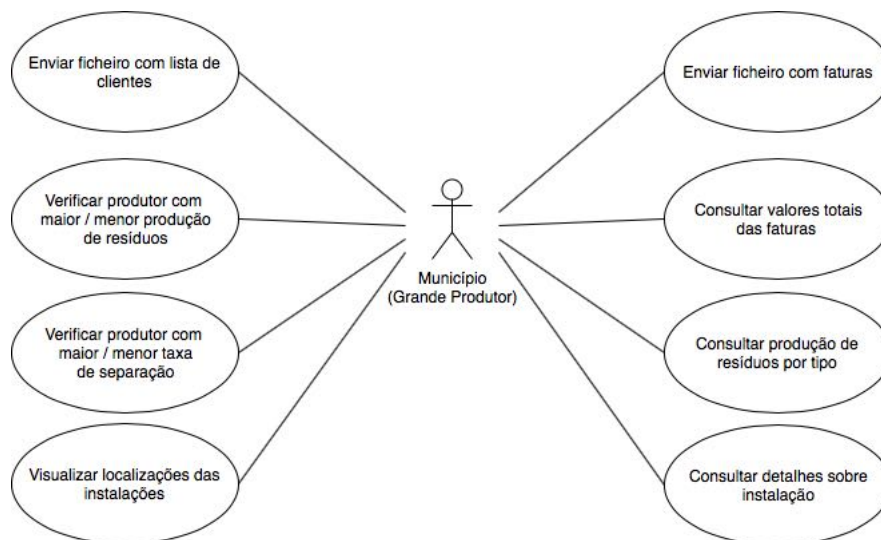 Enviar ficheiro com lista de
clientes
Enviar ficheiro com faturas
Verificar produtor com
maior / menor produção
de resíduos
Consultar valores totais
das faturas
Município
(Grande Produtor)
Verificar produtor com
maior / menor taxa
de separação
Consultar produção de
resíduos por tipo
Visualizar localizações das
instalações
Consultar detalhes sobre
instalação